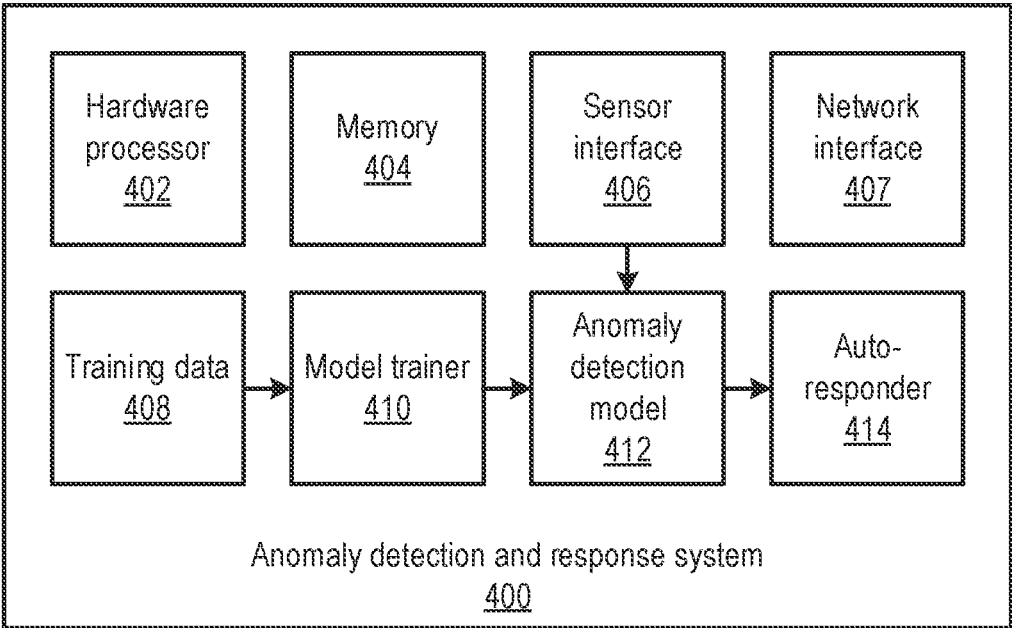 Hardware
processor
402
Memory
404
Sensor
interface
406
Network
interface
407
Training data
408
Model trainer
410
Anomaly
detection
model
412
Auto-
responder
414
Anomaly detection and response system
400